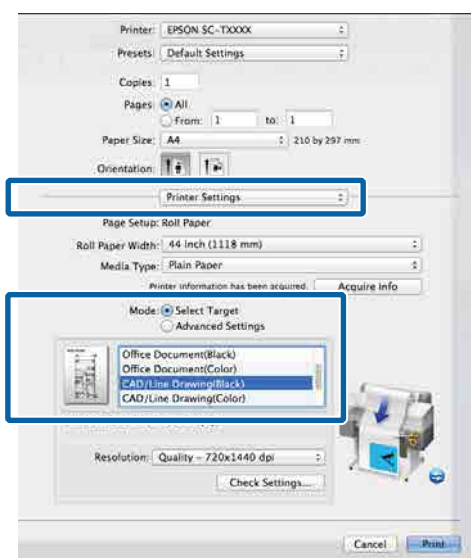 Printer: EPSON SC-TXXXX
Presets: Default Settings
Copies: 1
Pages: All
From: 1 to: 1
Paper Size: A4 210 by 297 mm
Orientation:
Printer Settings
Page Setup: Roll Paper
Roll Paper Width: 44 Inch (1118 mm)
Media Type: Plain Paper
Printer information has been acquired. Acquire Info
Mode: Select Target
Advanced Settings
Office Document(Black)
Office Document(Color)
CAD/Line Drawing(Black)
CAD/Line Drawing(Color)
Resolution: Quality - 720x1440 dpi
Check Settings...
Cancel Print